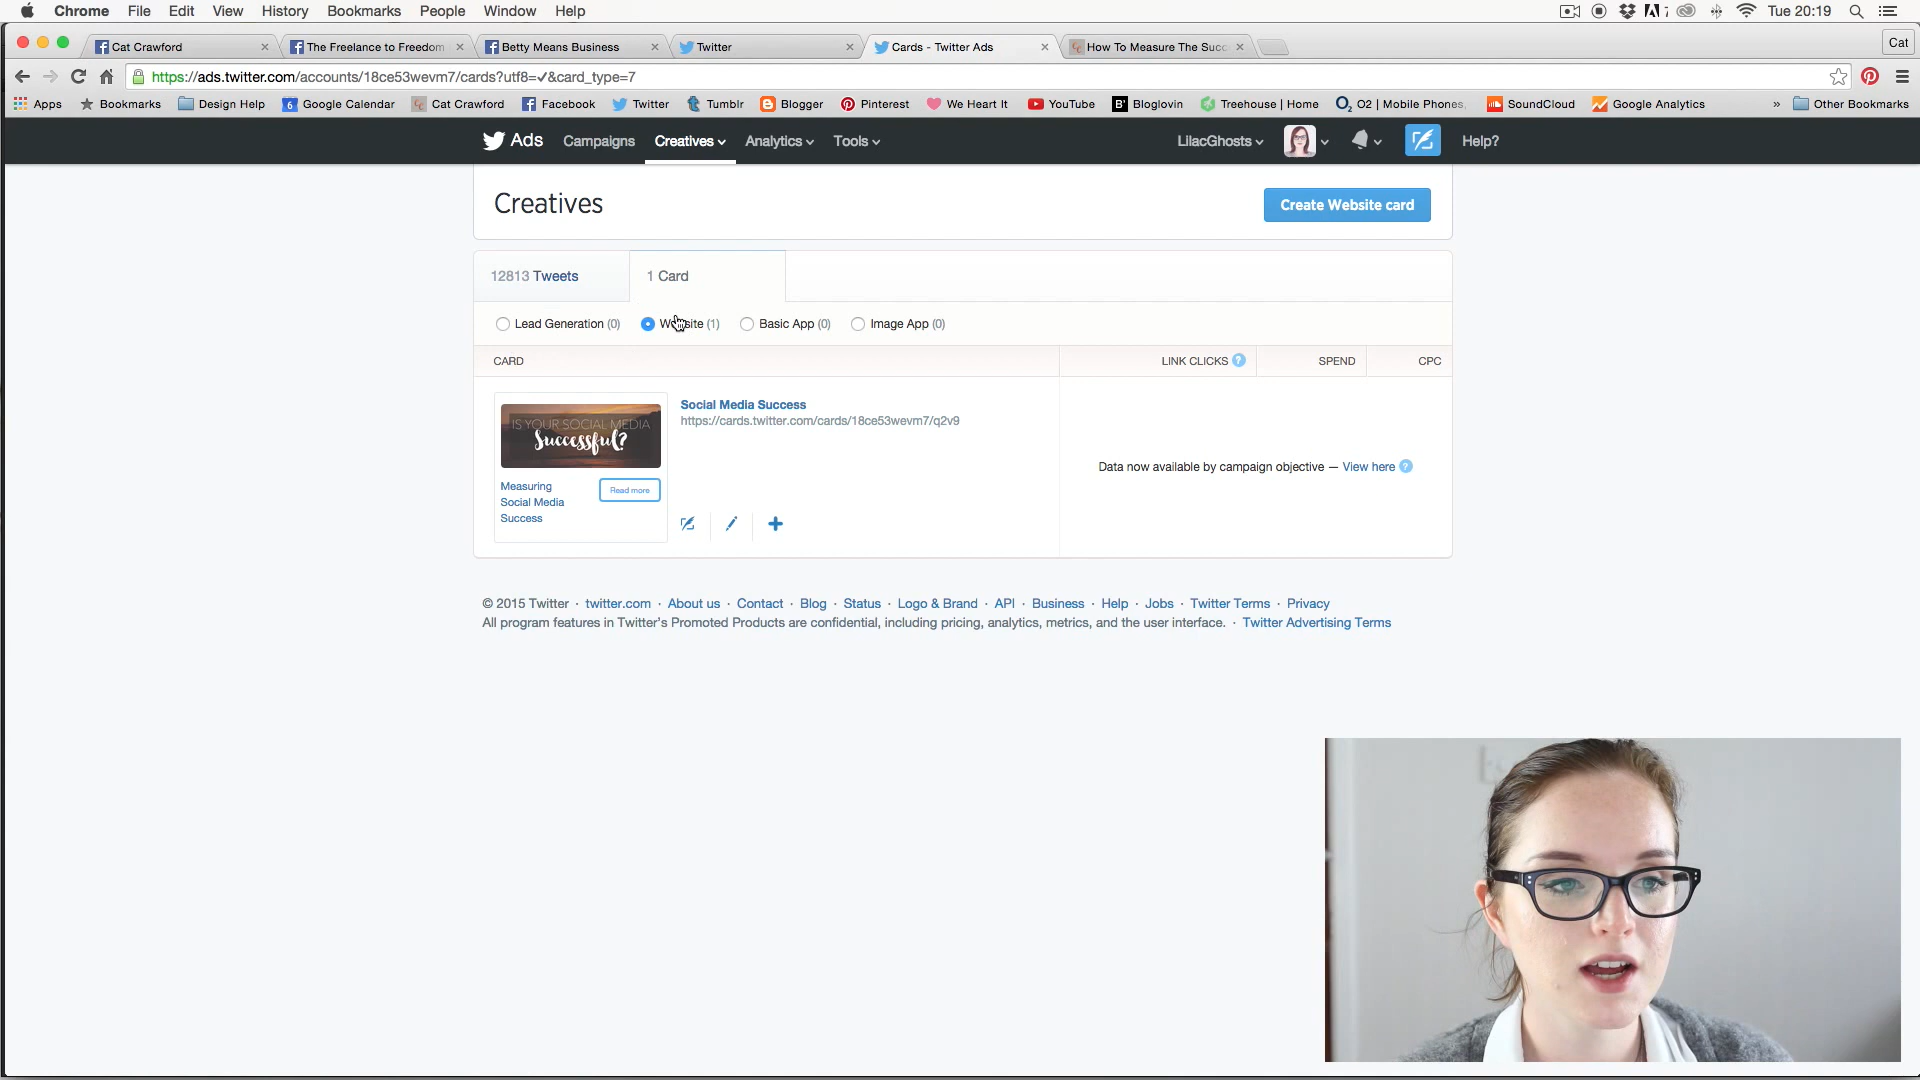 Chrome File Edit View History Bookmarks People Window Help Tue 20:19
Cat Crawford The Freelance to Freedom Betty Means Business Twitter Cards - Twitter Ads How To Measure The Succ Cat
https://ads.twitter.com/accounts/18ce53wevm7/cards?utf8=✓&card_type=7
Apps Bookmarks Design Help 6 Google Calendar Cat Crawford Facebook Twitter Tumblr Blogger Pinterest We Heart It YouTube Bloglovin Treehouse | Home O2 | Mobile Phones, SoundCloud Google Analytics » Other Bookmarks
Ads Campaigns Creatives Analytics Tools LilacGhosts Help?
Creatives Create Website card
12813 Tweets 1 Card
Lead Generation (0) Website (1) Basic App (0) Image App (0)
CARD LINK CLICKS ? SPEND CPC
IS YOUR SOCIAL MEDIA
Successful?
Measuring
Social Media
Success
Read more
Social Media Success
https://cards.twitter.com/cards/18ce53wevm7/q2v9
Data now available by campaign objective — View here ?
© 2015 Twitter · twitter.com · About us · Contact · Blog · Status · Logo & Brand · API · Business · Help · Jobs · Twitter Terms · Privacy
All program features in Twitter's Promoted Products are confidential, including pricing, analytics, metrics, and the user interface. · Twitter Advertising Terms